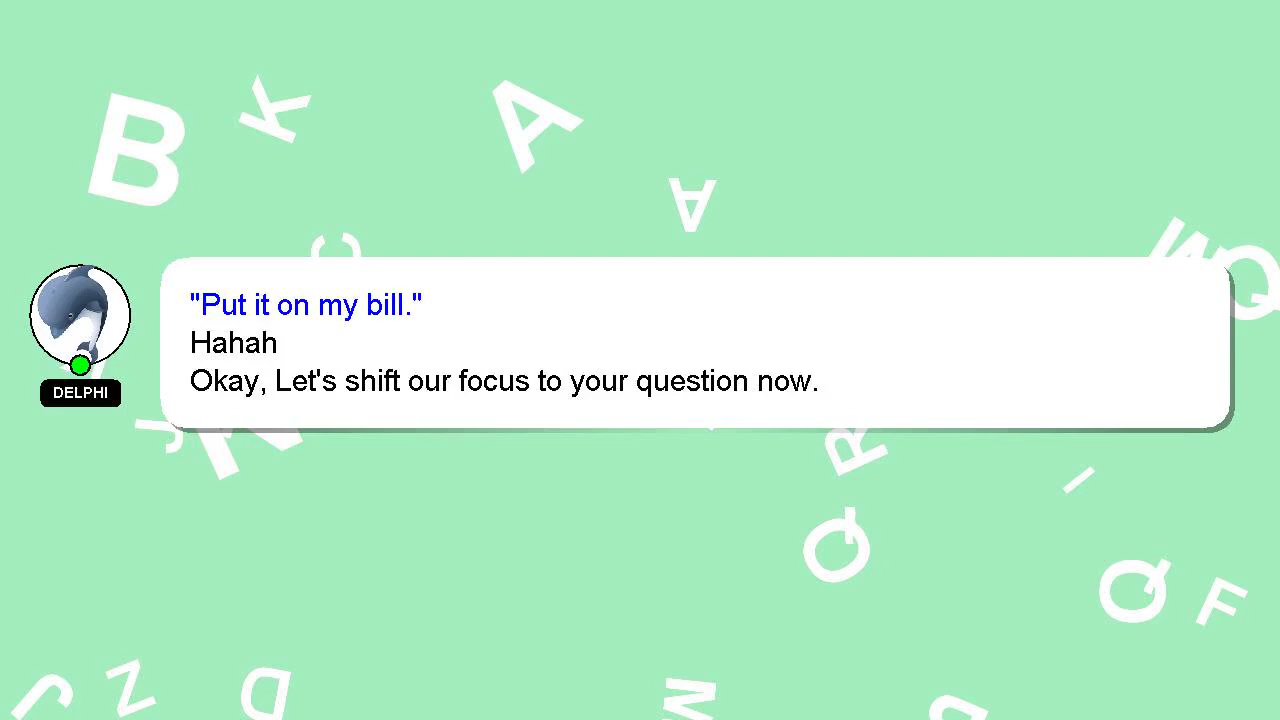 B
K
A
A
C
M
Q
"Put it on my bill."
Hahah
Okay, Let's shift our focus to your question now.
DELPHI
J
R
I
Q
Q
F
J
Z
D
M